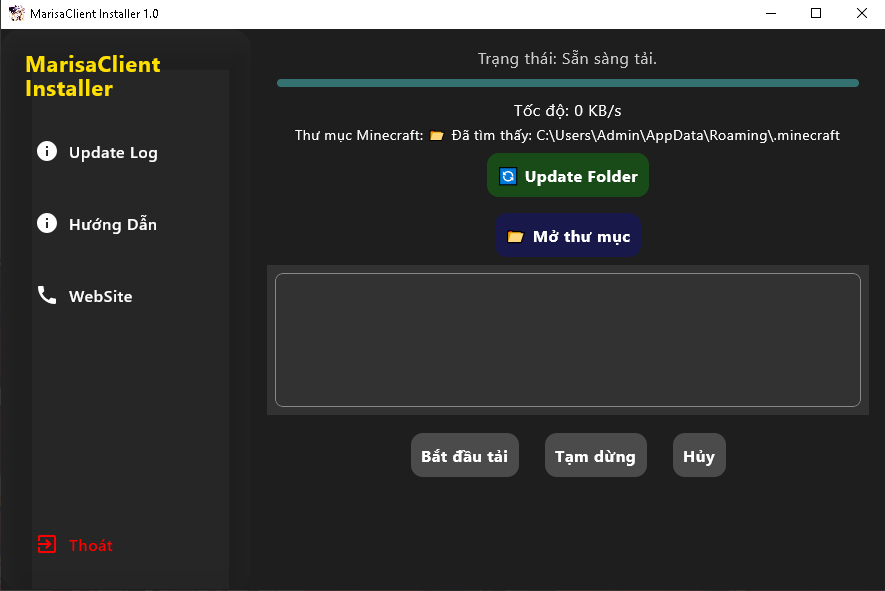 MarisaClient Installer 1.0
MarisaClient
Installer
Update Log
Hướng Dẫn
WebSite
Thoát
Trạng thái: Sẵn sàng tải.
Tốc độ: 0 KB/s
Thư mục Minecraft: 📂 Đã tìm thấy: C:\Users\Admin\AppData\Roaming\.minecraft
🔄 Update Folder
📂 Mở thư mục
Bắt đầu tải
Tạm dừng
Hủy